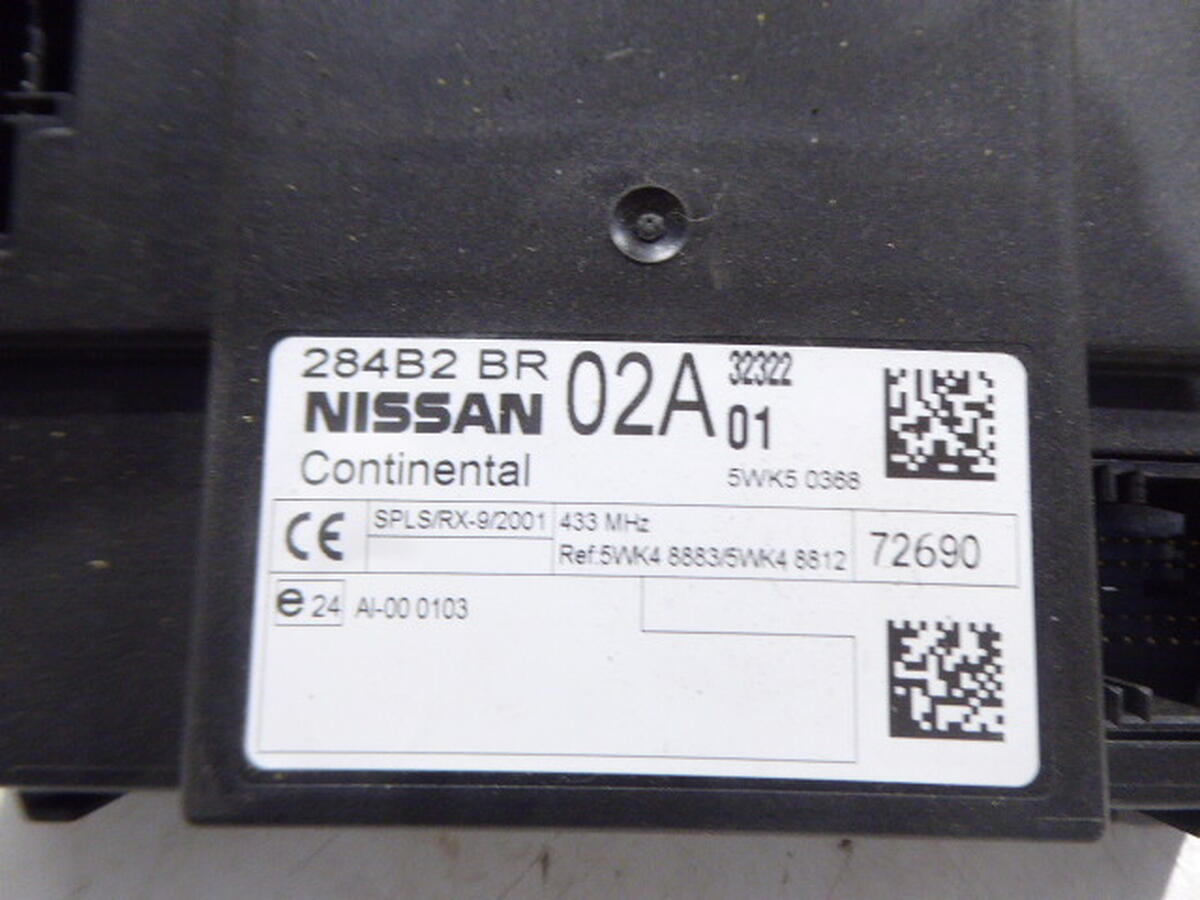 284B2 BR 02A 32322
NISSAN 01
Continental 5WK5 0368
CE SPLS/RX-9/2001 433 MHz
Ref:5WK4 8883/5WK4 8812 72690
e 24 AI-00 0103